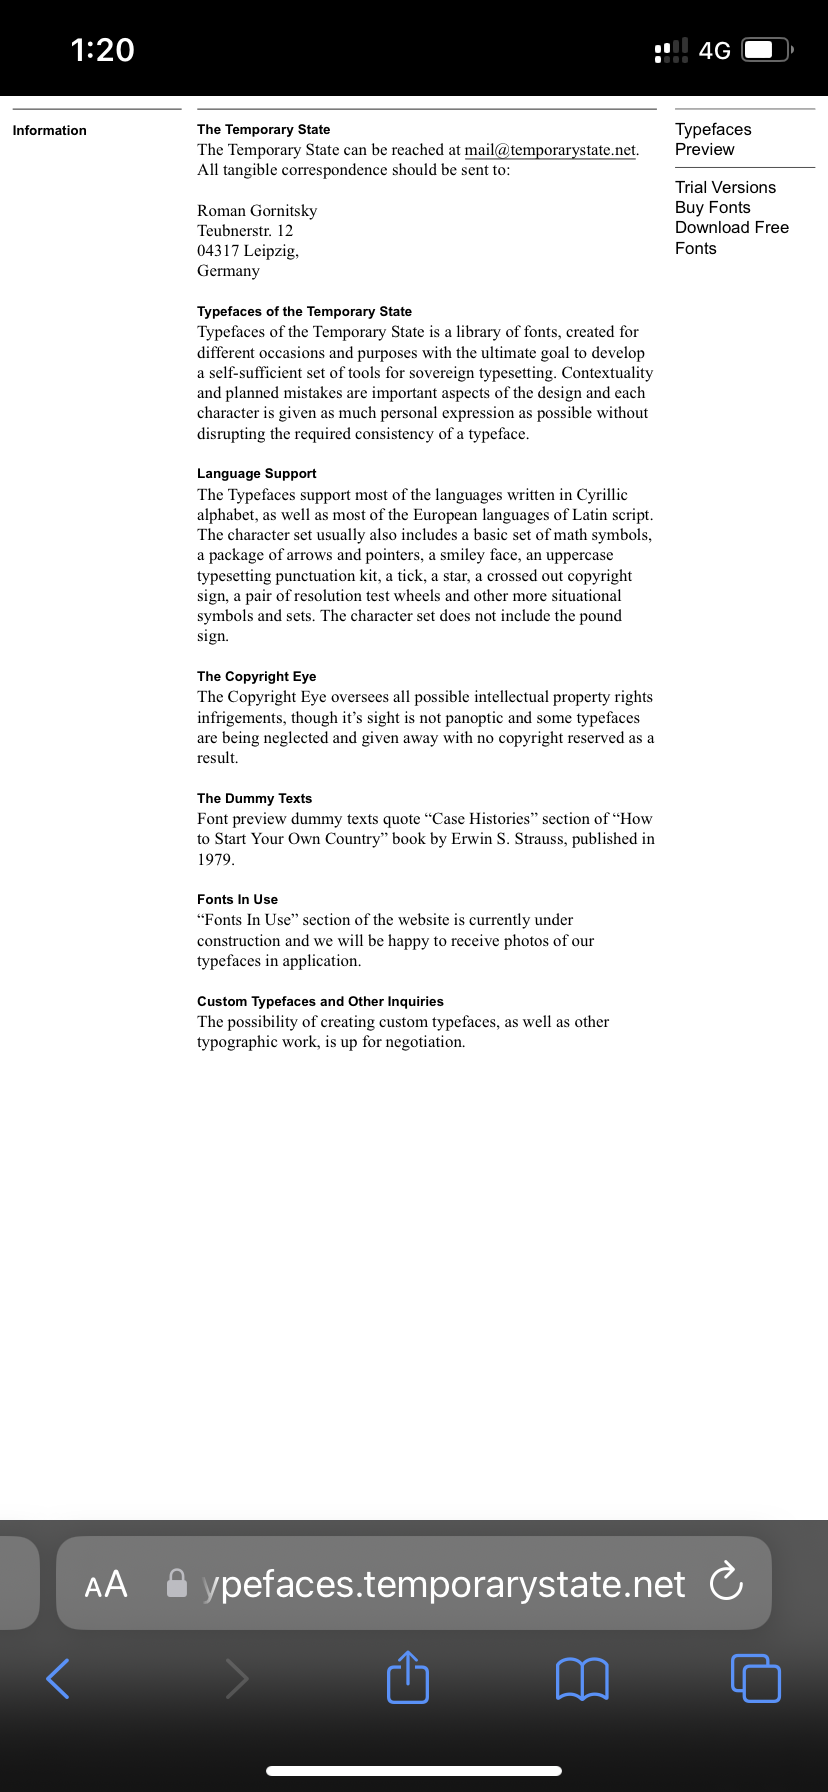 1:20
4G
Information
The Temporary State
The Temporary State can be reached at mail@temporarystate.net.
All tangible correspondence should be sent to:
Roman Gornitsky
Teubnerstr. 12
04317 Leipzig,
Germany
Typefaces of the Temporary State
Typefaces of the Temporary State is a library of fonts, created for
different occasions and purposes with the ultimate goal to develop
a self-sufficient set of tools for sovereign typesetting. Contextuality
and planned mistakes are important aspects of the design and each
character is given as much personal expression as possible without
disrupting the required consistency of a typeface.
Language Support
The Typefaces support most of the languages written in Cyrillic
alphabet, as well as most of the European languages of Latin script.
The character set usually also includes a basic set of math symbols,
a package of arrows and pointers, a smiley face, an uppercase
typesetting punctuation kit, a tick, a star, a crossed out copyright
sign, a pair of resolution test wheels and other more situational
symbols and sets. The character set does not include the pound
sign.
The Copyright Eye
The Copyright Eye oversees all possible intellectual property rights
infrigements, though it’s sight is not panoptic and some typefaces
are being neglected and given away with no copyright reserved as a
result.
The Dummy Texts
Font preview dummy texts quote “Case Histories” section of “How
to Start Your Own Country” book by Erwin S. Strauss, published in
1979.
Fonts In Use
“Fonts In Use” section of the website is currently under
construction and we will be happy to receive photos of our
typefaces in application.
Custom Typefaces and Other Inquiries
The possibility of creating custom typefaces, as well as other
typographic work, is up for negotiation.
Typefaces
Preview
Trial Versions
Buy Fonts
Download Free
Fonts
AA ypefaces.temporarystate.net